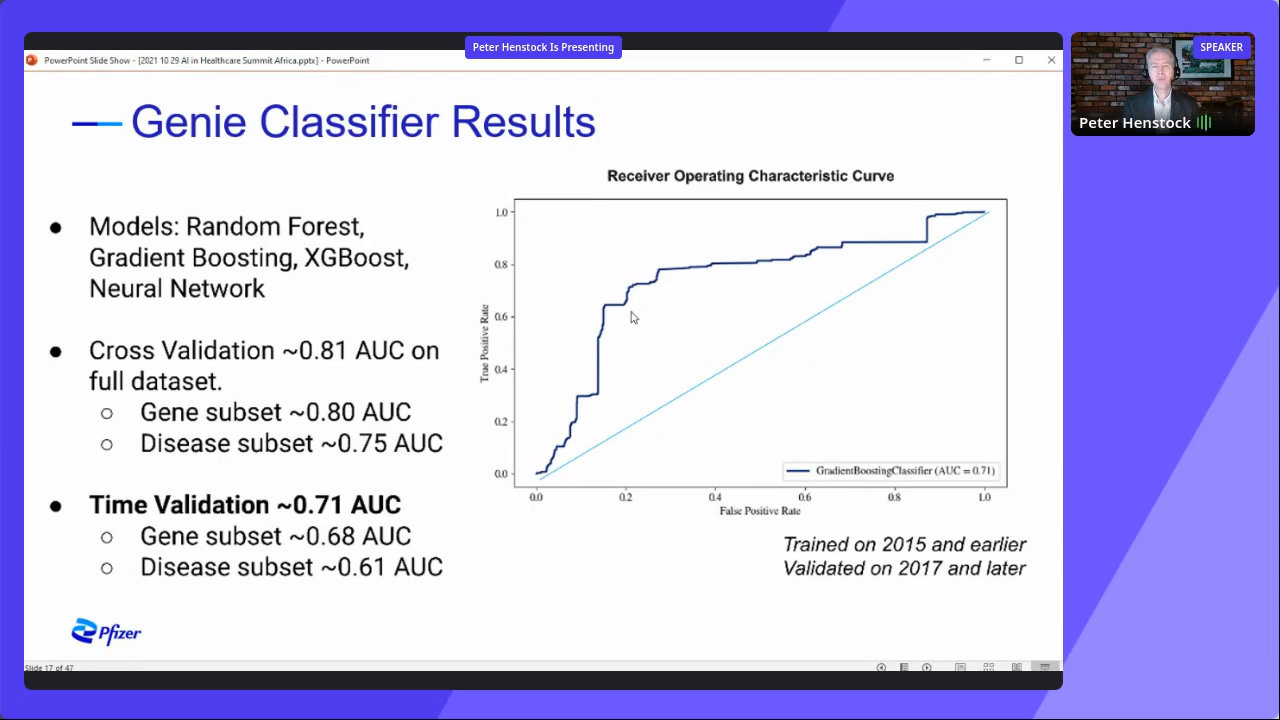 Peter Henstock Is Presenting
PowerPoint Slide Show - [2021 10 29 AI in Healthcare Summit Africa.pptx] - PowerPoint
SPEAKER
Peter Henstock
Genie Classifier Results
● Models: Random Forest,
Gradient Boosting, XGBoost,
Neural Network
● Cross Validation ~0.81 AUC on
full dataset.
○ Gene subset ~0.80 AUC
○ Disease subset ~0.75 AUC
● Time Validation ~0.71 AUC
○ Gene subset ~0.68 AUC
○ Disease subset ~0.61 AUC
Receiver Operating Characteristic Curve
True Positive Rate
1.0
0.8
0.6
0.4
0.2
0.0
GradientBoostingClassifier (AUC = 0.71)
0.0 0.2 0.4 0.6 0.8 1.0
False Positive Rate
Trained on 2015 and earlier
Validated on 2017 and later
Pfizer
Slide 17 of 47